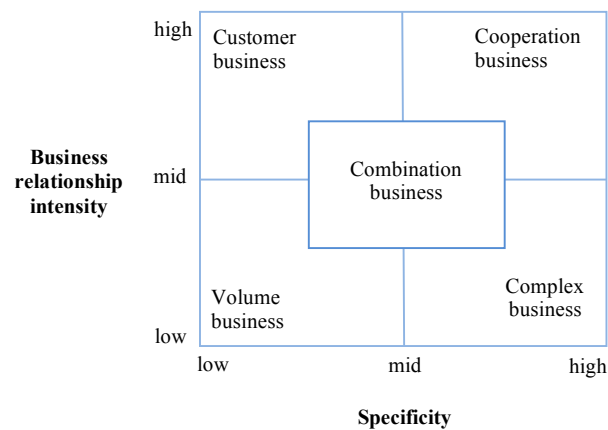 high
Customer
business
Cooperation
business
Business
relationship
intensity
mid
Combination
business
Volume
business
Complex
business
low
low
mid
high
Specificity